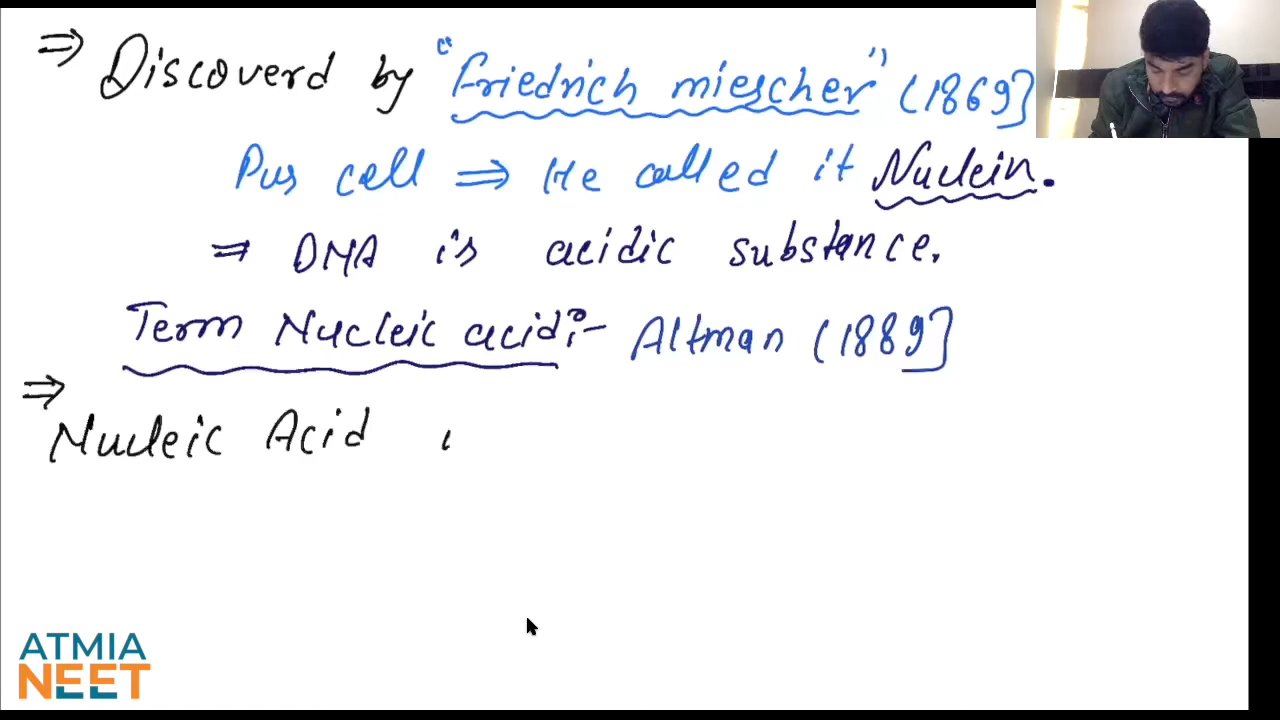 ⇒ Discoverd by "Friedrich miescher" (1869]
Pus cell ⇒ He called it Nuclein.
⇒ DNA is acidic substance.
Term Nucleic acid:- Altman (1889]
⇒
Nucleic Acid
ATMIA
NEET